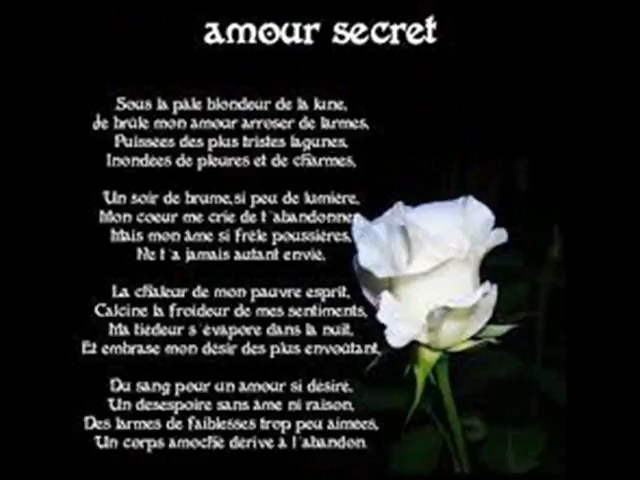 amour secret
Sous la pâle blondeur de la lune,
Je brûle mon amour arroser de larmes,
Puissées des plus tristes lagunes,
Inondées de pleures et de charmes,
Un soir de brume, si peu de lumière,
Mon coeur me crie de t'abandonner,
Mais mon âme si frêle poussières,
Ne t'a jamais autant envié,
La chaleur de mon pauvre esprit,
Calcine la froideur de mes sentiments,
Ma tiédeur s'évapore dans la nuit,
Et embrase mon désir des plus envoûtant,
Du sang pour un amour si désiré,
Un desespoire sans âme ni raison,
Des larmes de faiblesses trop peu aimées,
Un corps amoché dérive à l'abandon